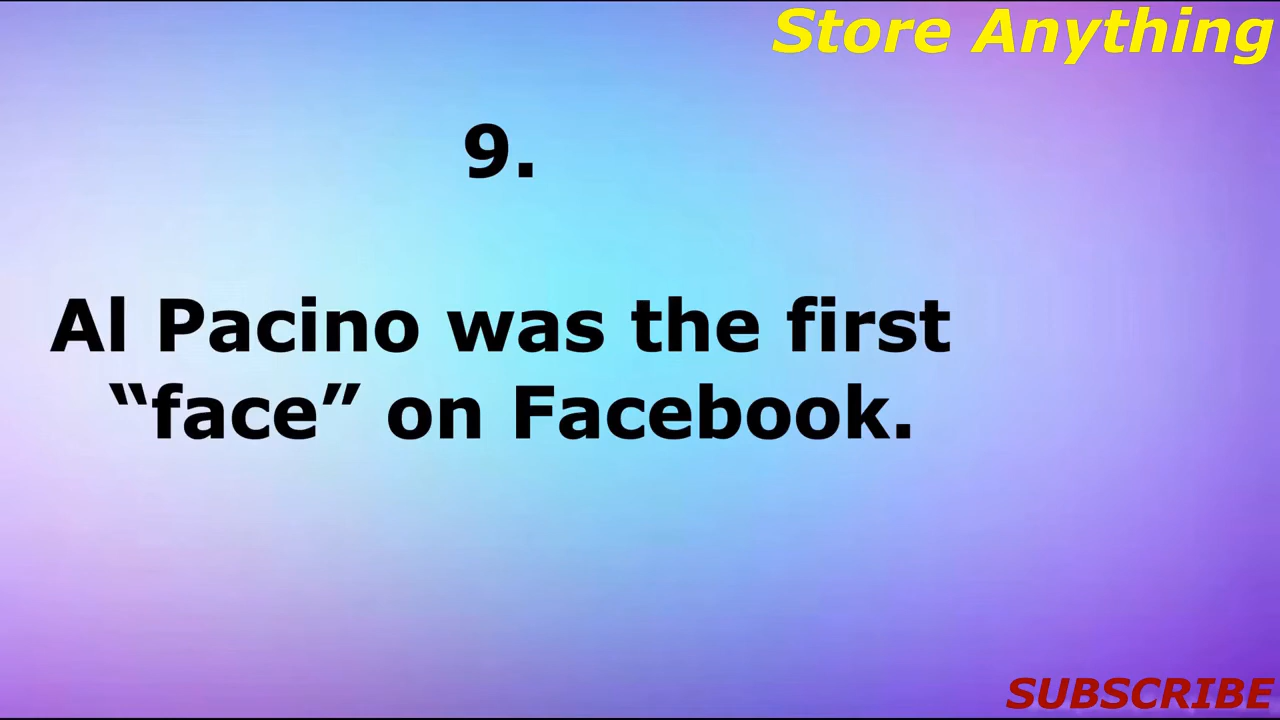 Store Anything
9.
Al Pacino was the first
“face” on Facebook.
SUBSCRIBE